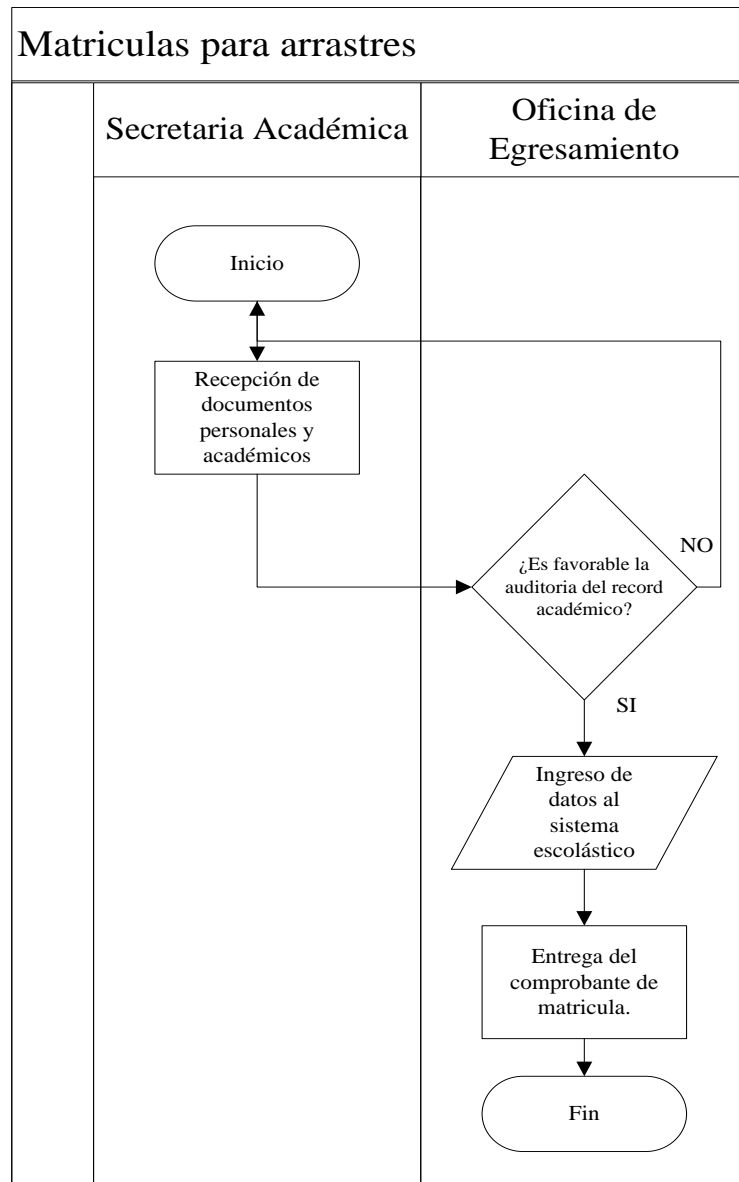 Matriculas para arrastres
Secretaria Académica
Oficina de
Egresamiento
Inicio
Recepción de
documentos
personales y
académicos
NO
¿Es favorable la
auditoria del record
académico?
SI
Ingreso de
datos al
sistema
escolástico
Entrega del
comprobante de
matricula.
Fin